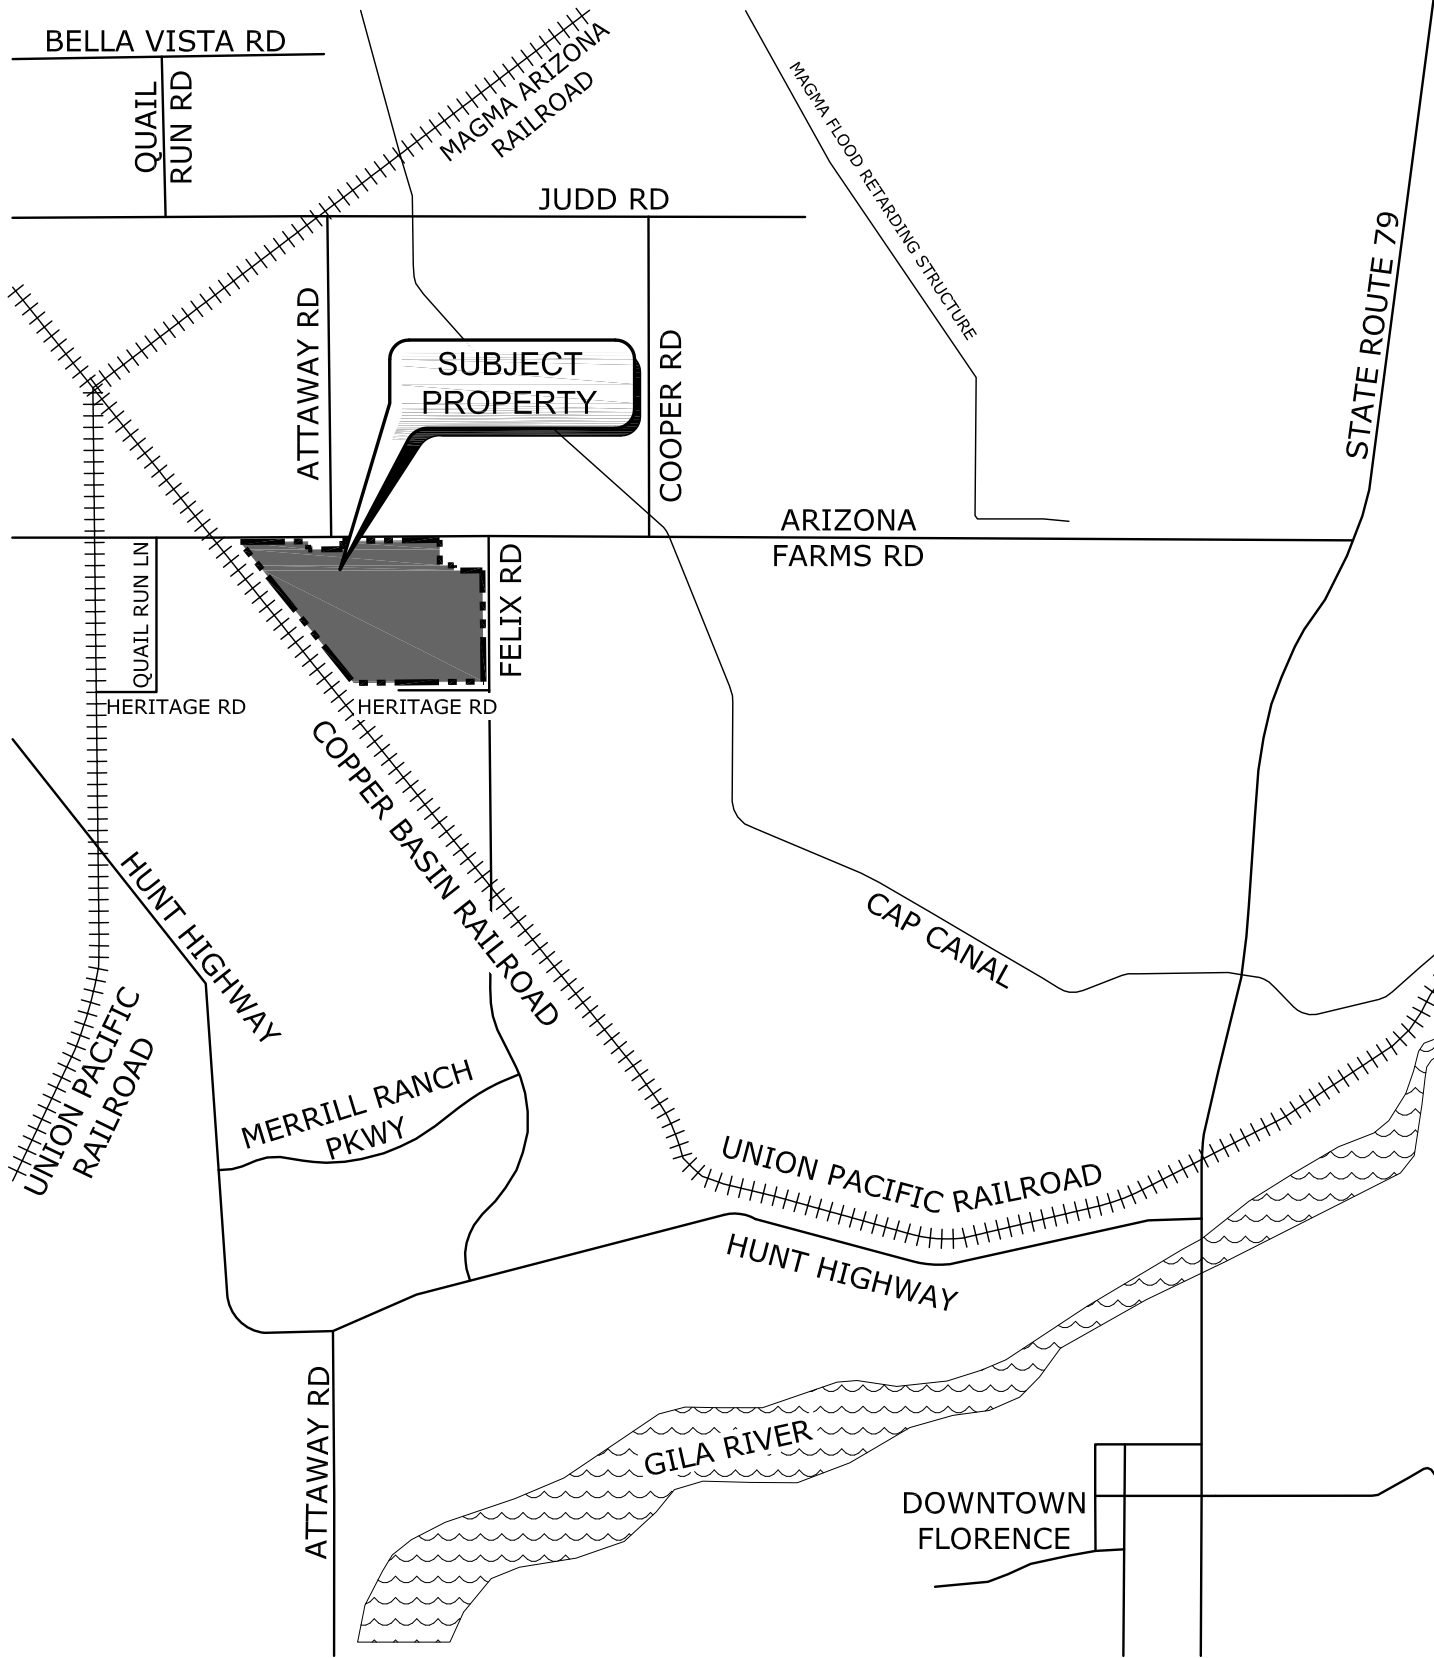 BELLA VISTA RD
QUAIL
RUN RD
MAGMA ARIZONA
RAILROAD
MAGMA FLOOD RETARDING STRUCTURE
JUDD RD
STATE ROUTE 79
ATTAWAY RD
SUBJECT
PROPERTY
COOPER RD
ARIZONA
FARMS RD
QUAIL RUN LN
FELIX RD
HERITAGE RD
HERITAGE RD
COPPER BASIN RAILROAD
HUNT HIGHWAY
CAP CANAL
UNION PACIFIC
RAILROAD
MERRILL RANCH
PKWY
UNION PACIFIC RAILROAD
HUNT HIGHWAY
ATTAWAY RD
GILA RIVER
DOWNTOWN
FLORENCE